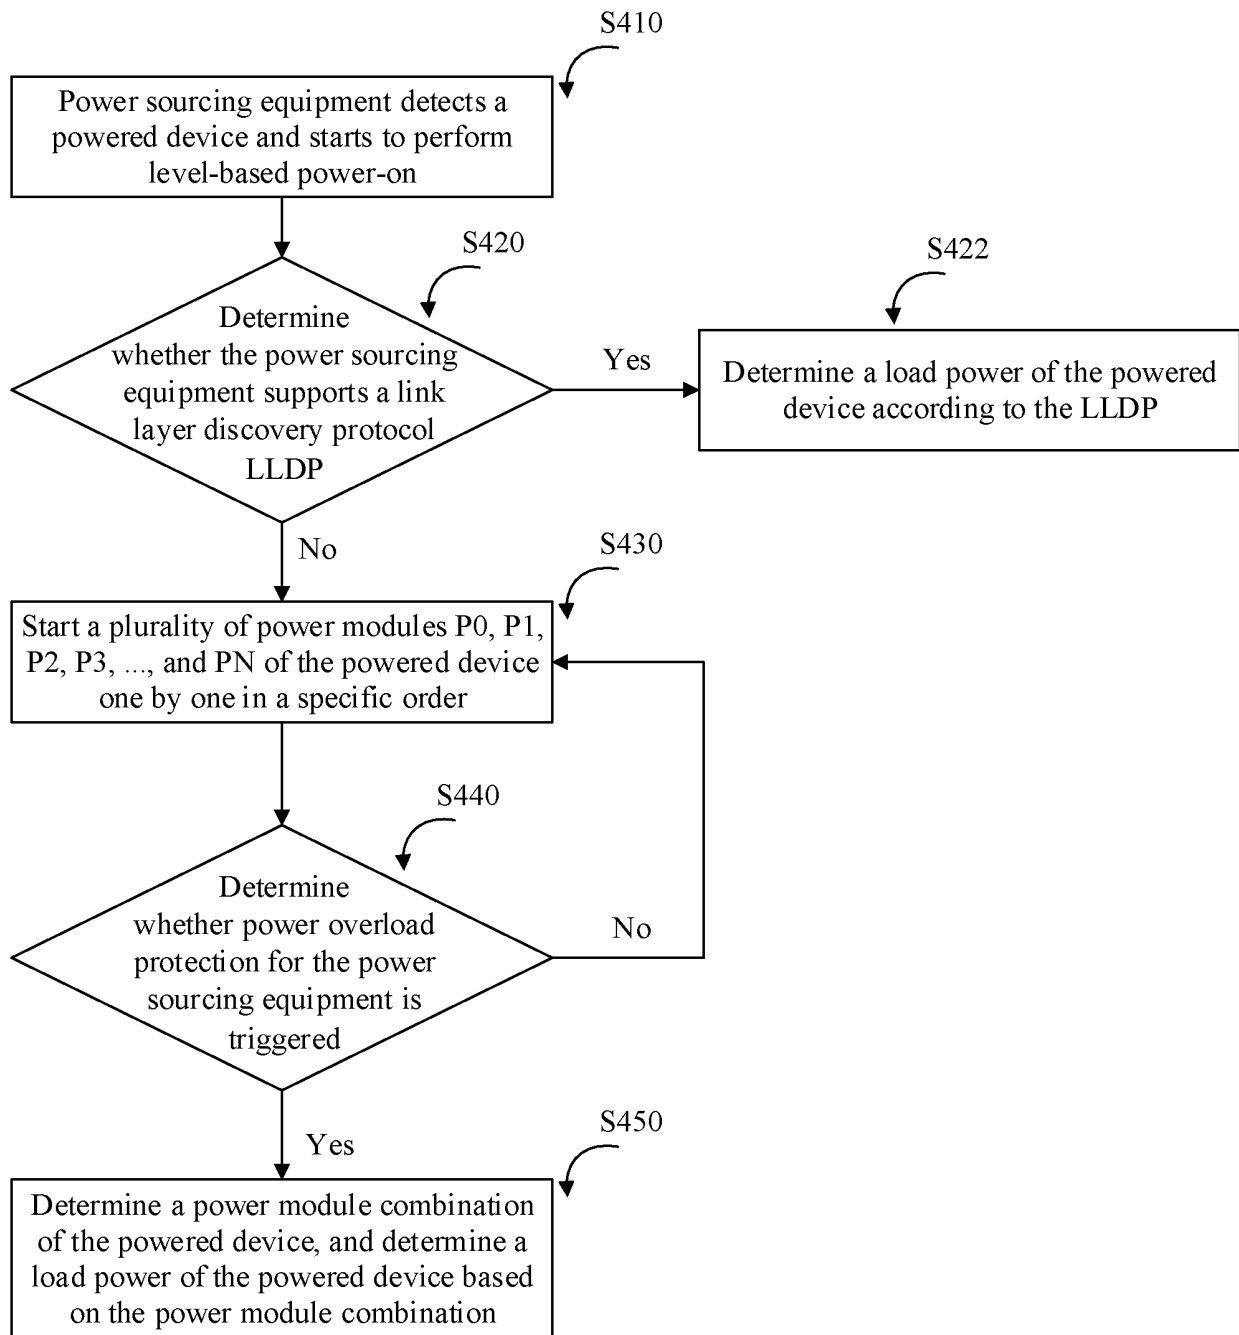 S410
Power sourcing equipment detects a
powered device and starts to perform
level-based power-on
S420
Determine
whether the power sourcing
equipment supports a link
layer discovery protocol
LLDP
Yes
S422
Determine a load power of the powered
device according to the LLDP
No
S430
Start a plurality of power modules P0, P1,
P2, P3, ..., and PN of the powered device
one by one in a specific order
S440
Determine
whether power overload
protection for the power
sourcing equipment is
triggered
No
Yes
S450
Determine a power module combination
of the powered device, and determine a
load power of the powered device based
on the power module combination